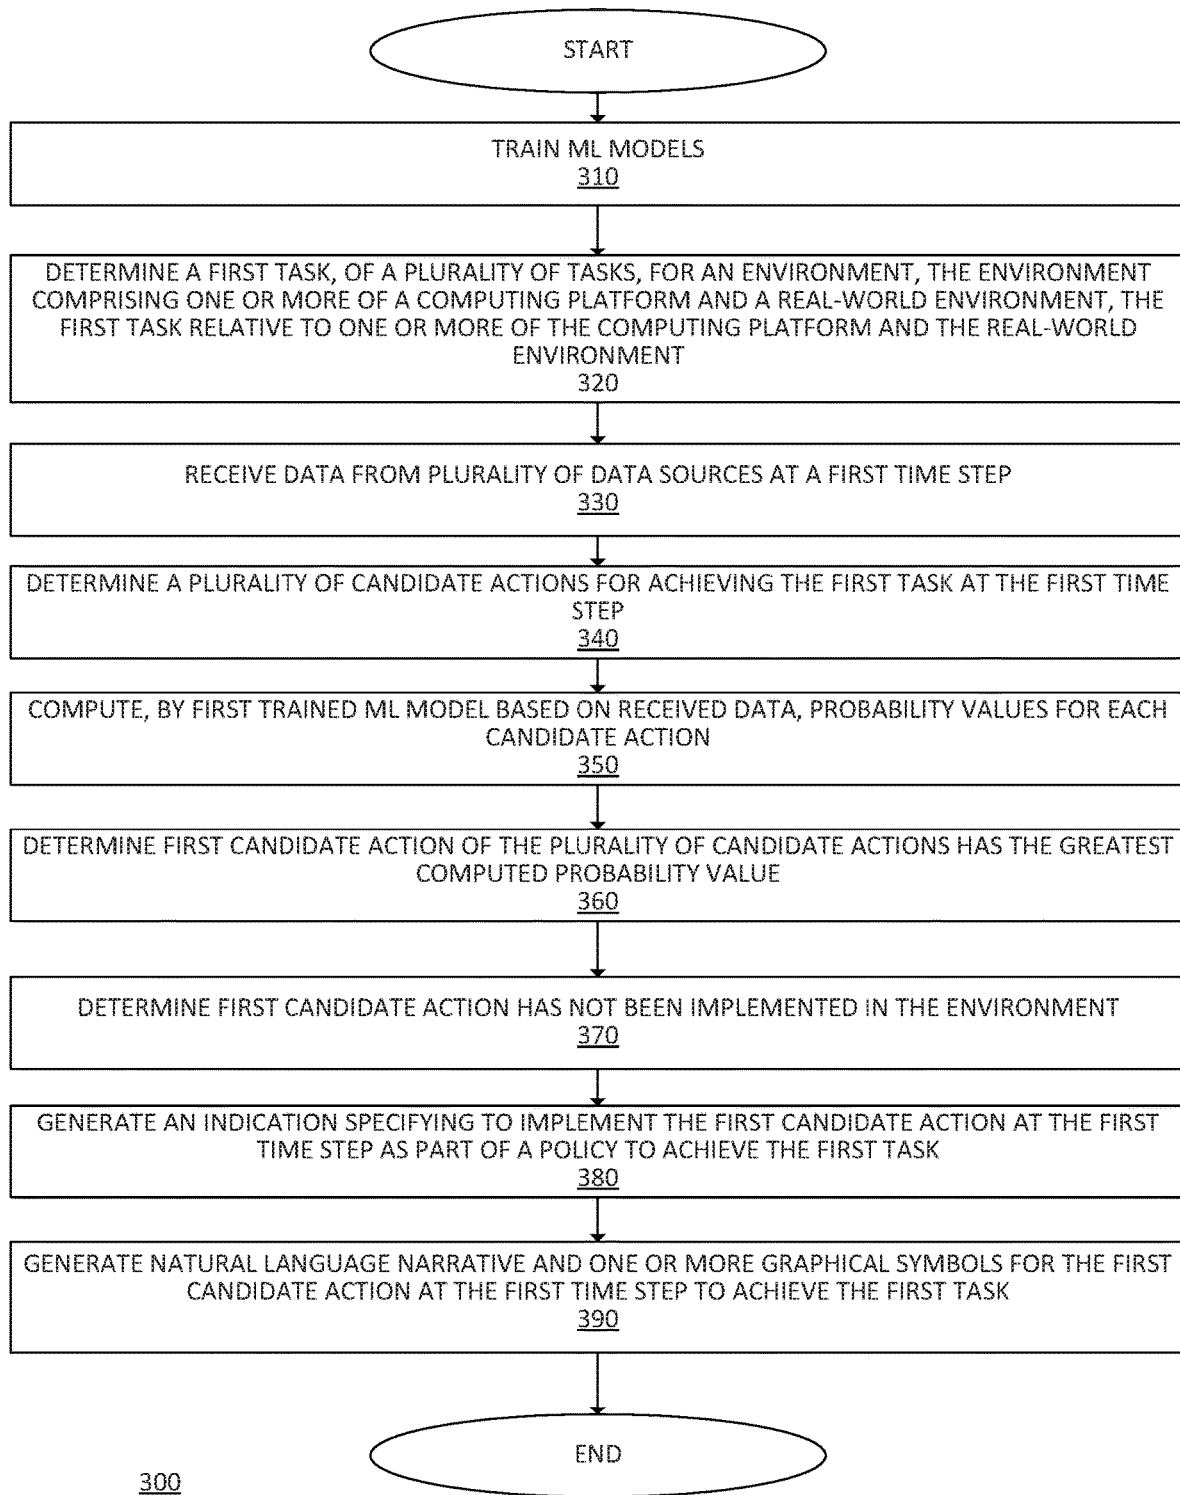 START
TRAIN ML MODELS
310
DETERMINE A FIRST TASK, OF A PLURALITY OF TASKS, FOR AN ENVIRONMENT, THE ENVIRONMENT
COMPRISING ONE OR MORE OF A COMPUTING PLATFORM AND A REAL-WORLD ENVIRONMENT, THE
FIRST TASK RELATIVE TO ONE OR MORE OF THE COMPUTING PLATFORM AND THE REAL-WORLD
ENVIRONMENT
320
RECEIVE DATA FROM PLURALITY OF DATA SOURCES AT A FIRST TIME STEP
330
DETERMINE A PLURALITY OF CANDIDATE ACTIONS FOR ACHIEVING THE FIRST TASK AT THE FIRST TIME
STEP
340
COMPUTE, BY FIRST TRAINED ML MODEL BASED ON RECEIVED DATA, PROBABILITY VALUES FOR EACH
CANDIDATE ACTION
350
DETERMINE FIRST CANDIDATE ACTION OF THE PLURALITY OF CANDIDATE ACTIONS HAS THE GREATEST
COMPUTED PROBABILITY VALUE
360
DETERMINE FIRST CANDIDATE ACTION HAS NOT BEEN IMPLEMENTED IN THE ENVIRONMENT
370
GENERATE AN INDICATION SPECIFYING TO IMPLEMENT THE FIRST CANDIDATE ACTION AT THE FIRST
TIME STEP AS PART OF A POLICY TO ACHIEVE THE FIRST TASK
380
GENERATE NATURAL LANGUAGE NARRATIVE AND ONE OR MORE GRAPHICAL SYMBOLS FOR THE FIRST
CANDIDATE ACTION AT THE FIRST TIME STEP TO ACHIEVE THE FIRST TASK
390
END
300